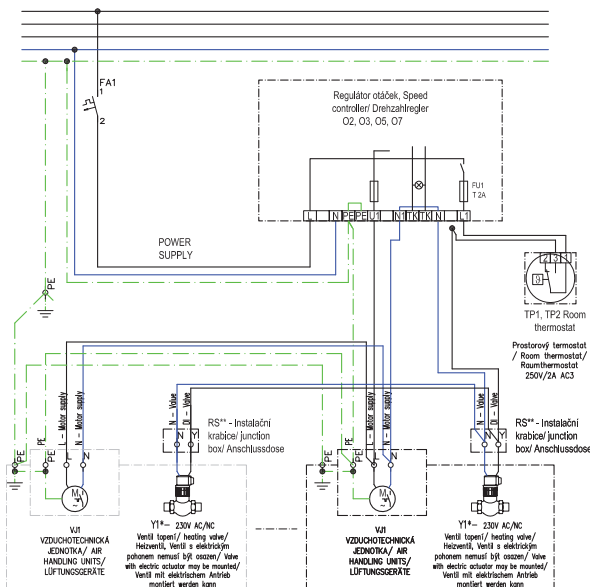 FA1
1
2
Regulátor otáček, Speed
controller/ Drehzahlregler
O2, O3, O5, O7
FU1
T 2A
L N PE PE U1 N1 TK TK N L1
POWER
SUPPLY
2 3 1
TP1, TP2 Room
thermostat
Prostorový termostat
/ Room thermostat/
Raumthermostat
250V/2A AC3
PE
L - Motor supply
N - Motor supply
N - Valve
L - Motor supply
N - Motor supply
N - Valve
RS** - Instalační
krabice/ junction
box/ Anschlussdose
RS** - Instalační
krabice/ junction
box/ Anschlussdose
PE PE L N N Y PE PE L N N Y
M
~
M
~
VJ1
VZDUCHOTECHNICKÁ
JEDNOTKA/ AIR
HANDLING UNITS/
LÜFTUNGSGERÄTE
Y1*- 230V AC/NC
Ventil topení/ heating valve/
Heizventil, Ventil s elektrickým
pohonem nemusí být osazen/ Valve
with electric actuator may be mounted/
Ventil mit elektrischem Antrieb
montiert werden kann
VJ1
VZDUCHOTECHNICKÁ
JEDNOTKA/ AIR
HANDLING UNITS/
LÜFTUNGSGERÄTE
Y1*- 230V AC/NC
Ventil topení/ heating valve/
Heizventil, Ventil s elektrickým
pohonem nemusí být osazen/ Valve
with electric actuator may be mounted/
Ventil mit elektrischem Antrieb
montiert werden kann